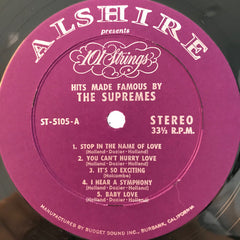 ALSHIRE
presents
101 Strings
HITS MADE FAMOUS BY
THE SUPREMES
ST-5105-A
STEREO
33⅓ R.P.M.
1. STOP IN THE NAME OF LOVE
(Holland-Dozier-Holland)
2. YOU CAN'T HURRY LOVE
(Holland-Dozier-Holland)
3. IT'S SO EXCITING
(Holcombe)
4. I HEAR A SYMPHONY
(Holland-Dozier-Holland)
5. BABY LOVE
(Holland-Dozier-Holland)
MANUFACTURED BY BUDGET SOUND INC., BURBANK, CALIFORNIA